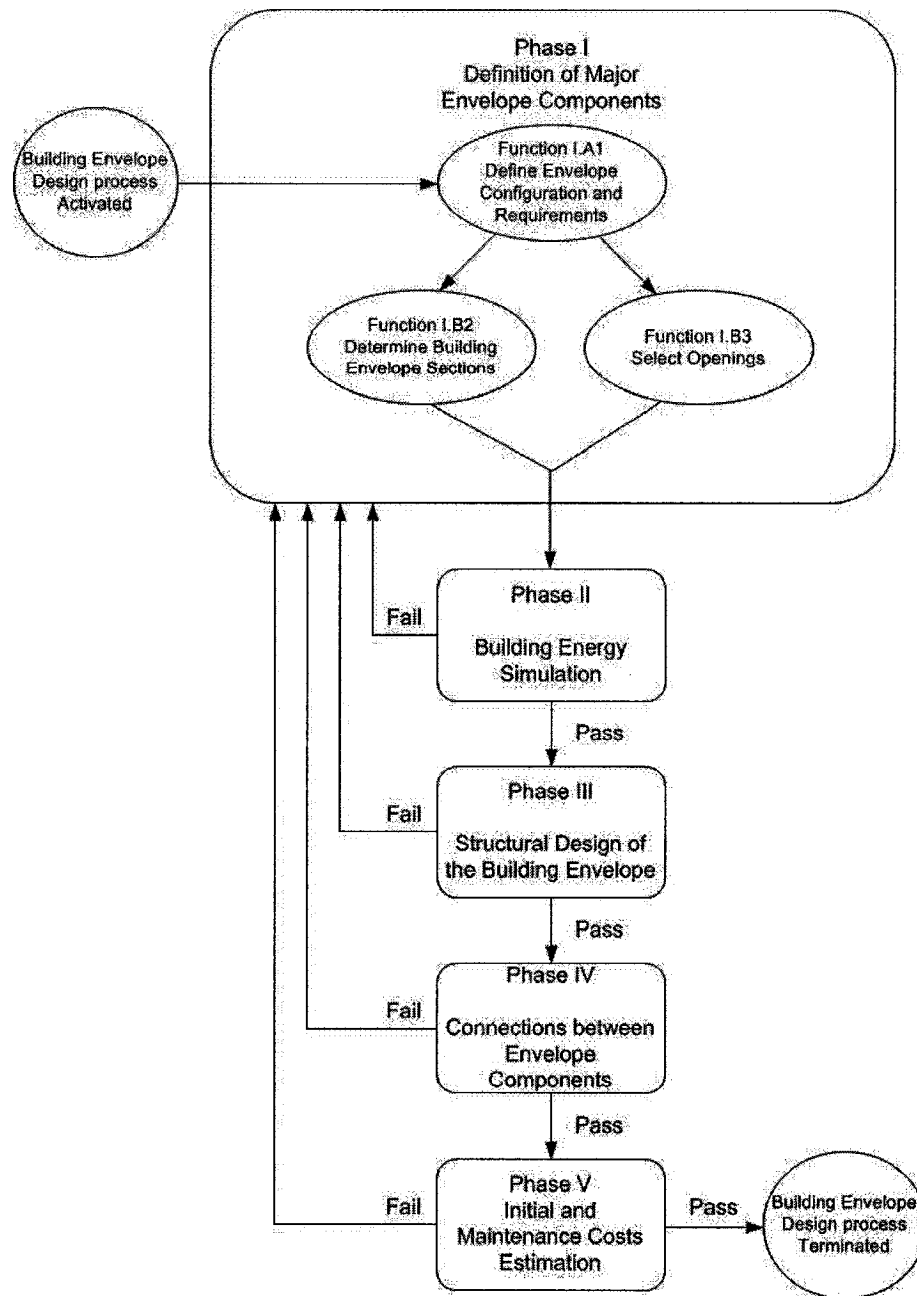 Phase I
Definition of Major
Envelope Components
Building Envelope
Design process
Activated
Function I.A1
Define Envelope
Configuration and
Requirements
Function I.B2
Determine Building
Envelope Sections
Function I.B3
Select Openings
Phase II
Building Energy
Simulation
Fail
Pass
Phase III
Structural Design of
the Building Envelope
Fail
Pass
Phase IV
Connections between
Envelope
Components
Fail
Pass
Phase V
Initial and
Maintenance Costs
Estimation
Fail
Pass
Building Envelope
Design process
Terminated